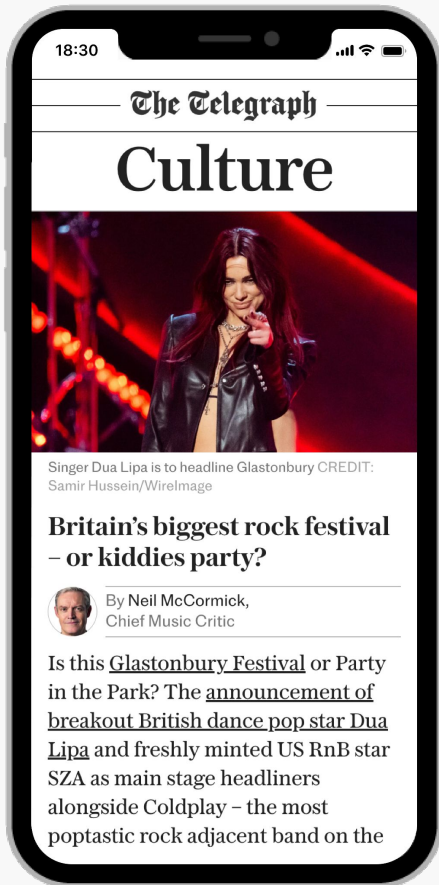 18:30
The Telegraph
Culture
Singer Dua Lipa is to headline Glastonbury CREDIT:
Samir Hussein/WireImage
Britain’s biggest rock festival
– or kiddies party?
By Neil McCormick,
Chief Music Critic
Is this Glastonbury Festival or Party
in the Park? The announcement of
breakout British dance pop star Dua
Lipa and freshly minted US RnB star
SZA as main stage headliners
alongside Coldplay – the most
poptastic rock adjacent band on the